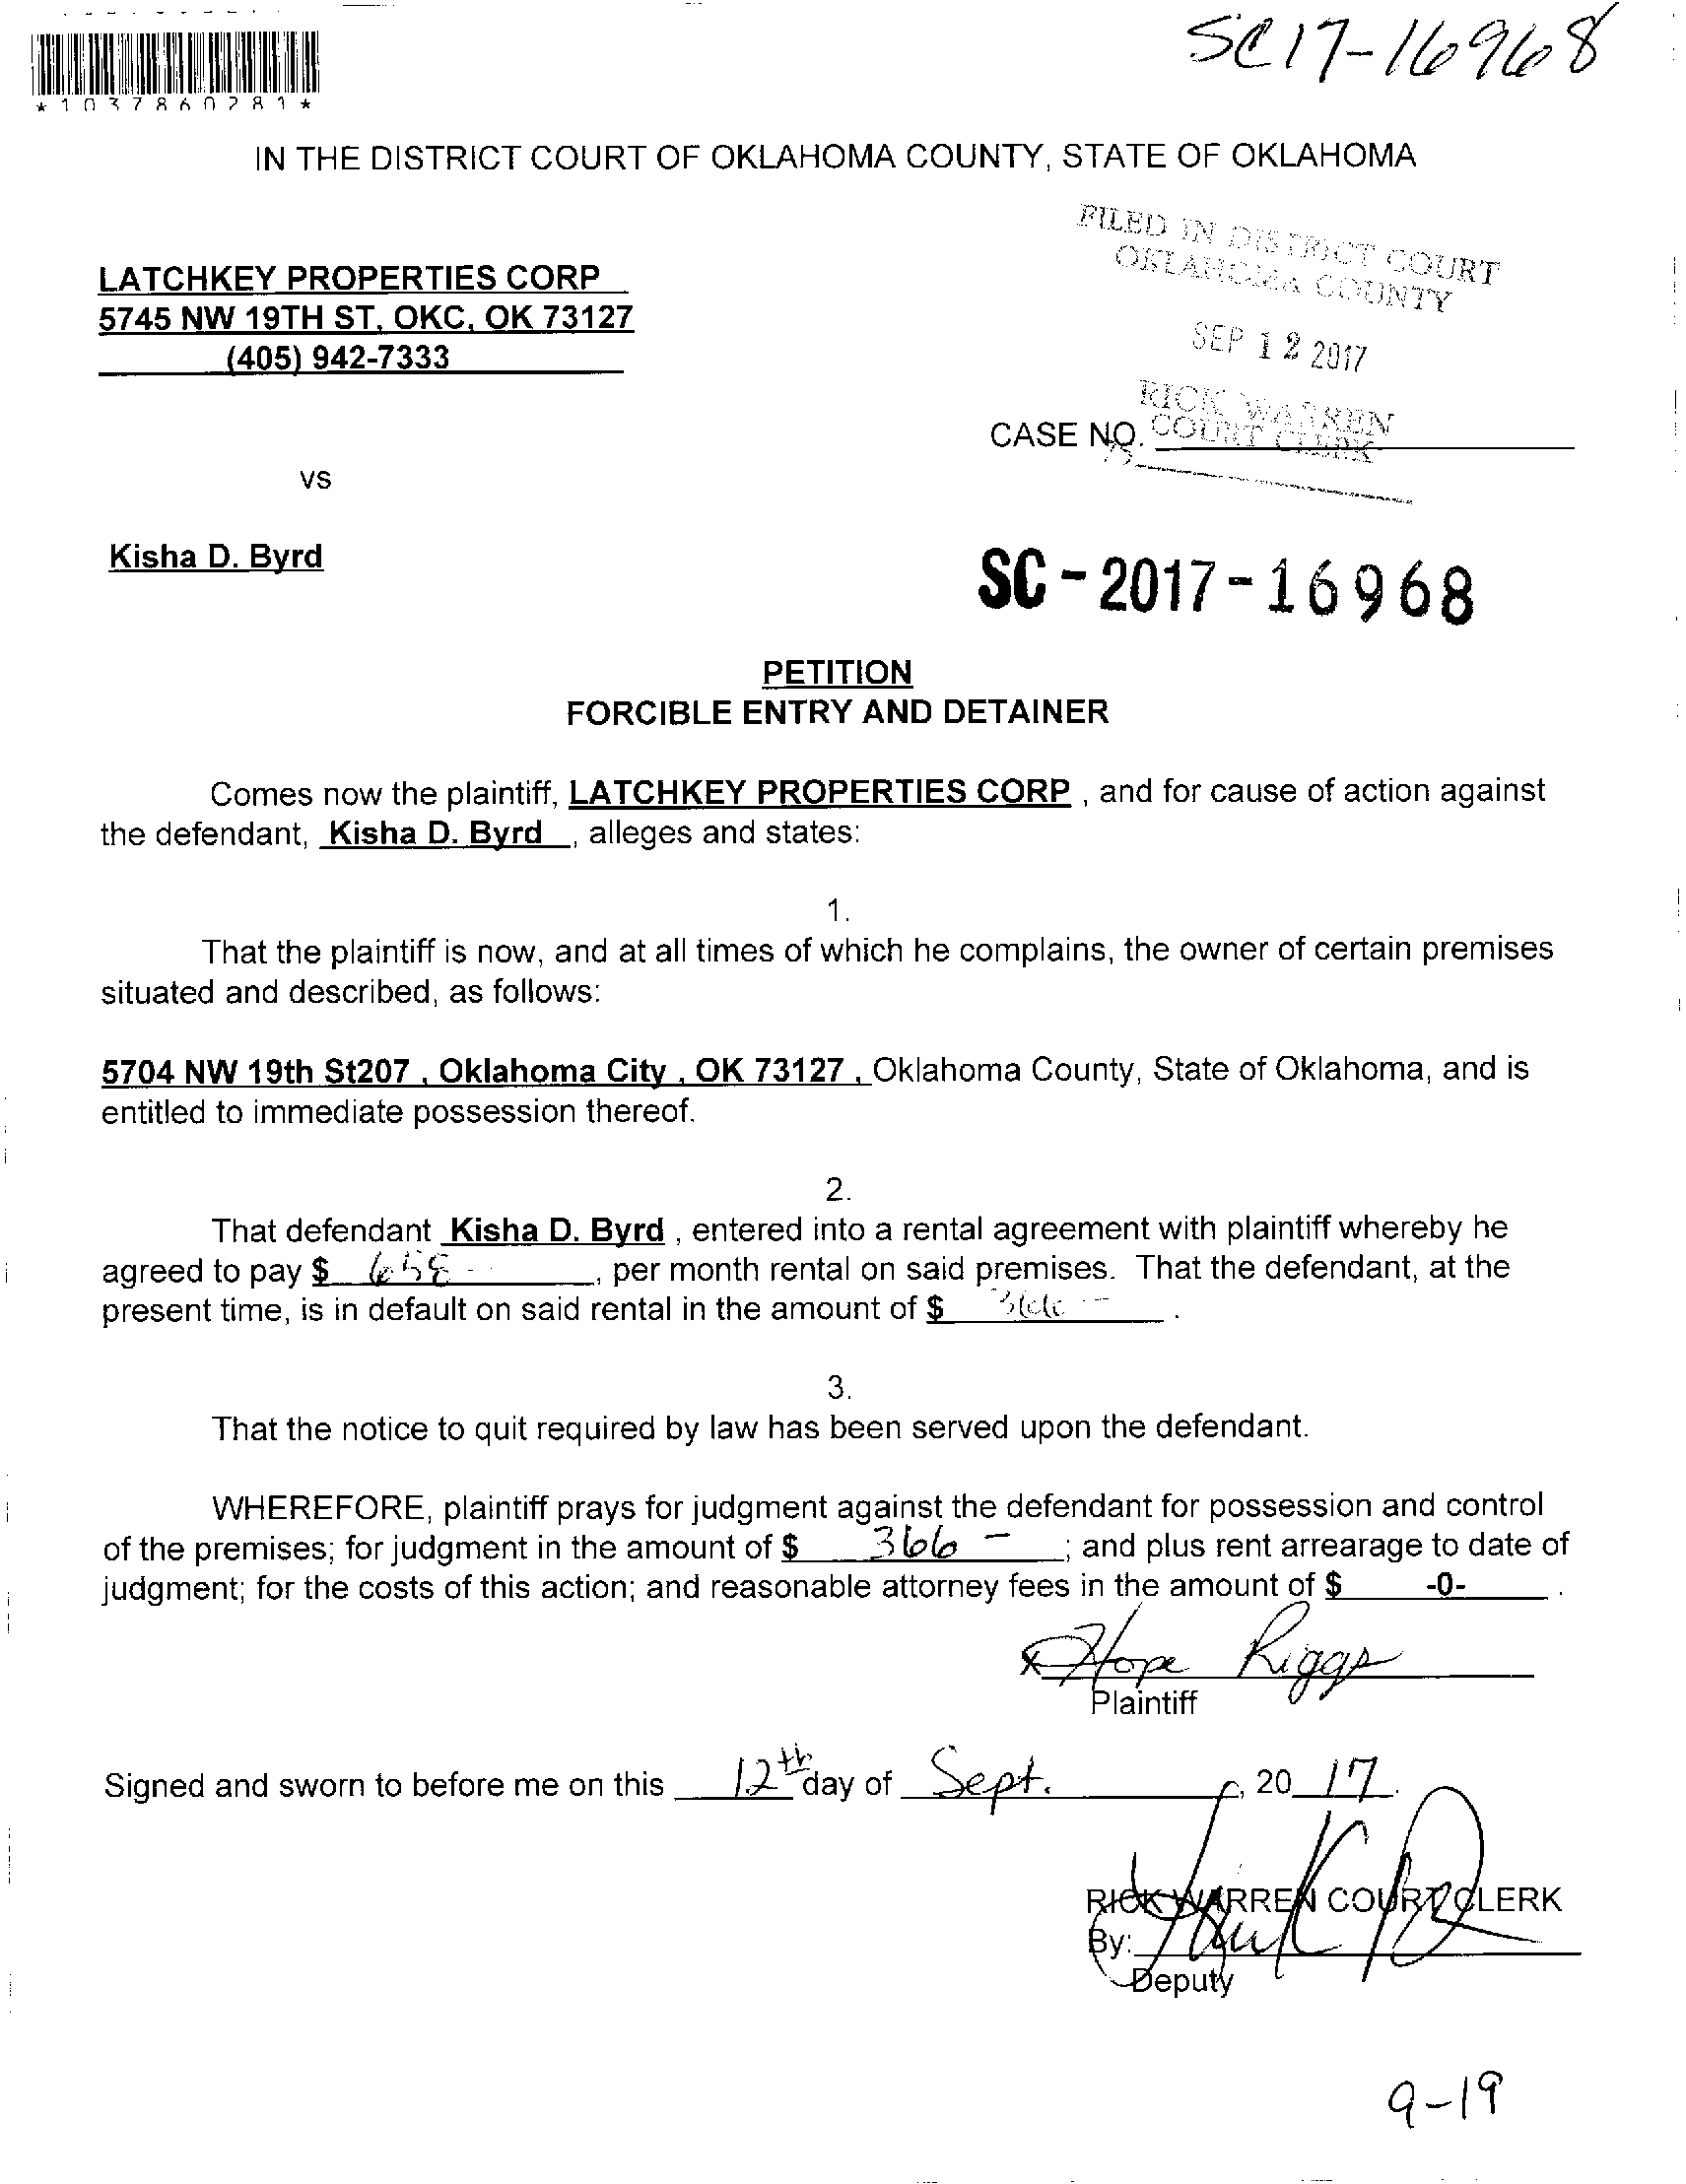 SC17-16968
*1037860281*
IN THE DISTRICT COURT OF OKLAHOMA COUNTY, STATE OF OKLAHOMA
FILED IN DISTRICT COURT
OKLAHOMA COUNTY
LATCHKEY PROPERTIES CORP
5745 NW 19TH ST, OKC, OK 73127
(405) 942-7333
SEP 12 2017
RICK WARREN
COURT CLERK
CASE NO.
vs
Kisha D. Byrd
SC-2017-16968
PETITION
FORCIBLE ENTRY AND DETAINER
Comes now the plaintiff, LATCHKEY PROPERTIES CORP , and for cause of action against
the defendant, Kisha D. Byrd , alleges and states:
1.
That the plaintiff is now, and at all times of which he complains, the owner of certain premises
situated and described, as follows:
5704 NW 19th St207 , Oklahoma City , OK 73127 , Oklahoma County, State of Oklahoma, and is
entitled to immediate possession thereof.
2.
That defendant Kisha D. Byrd , entered into a rental agreement with plaintiff whereby he
agreed to pay $ 658 - , per month rental on said premises. That the defendant, at the
present time, is in default on said rental in the amount of $ 366 - .
3.
That the notice to quit required by law has been served upon the defendant.
WHEREFORE, plaintiff prays for judgment against the defendant for possession and control
of the premises; for judgment in the amount of $ 366 - ; and plus rent arrearage to date of
judgment; for the costs of this action; and reasonable attorney fees in the amount of $ -0- .
x Hope Riggs
Plaintiff
Signed and sworn to before me on this 12th day of Sept. , 20 17.
RICK WARREN COURT CLERK
By:
Deputy
9-19